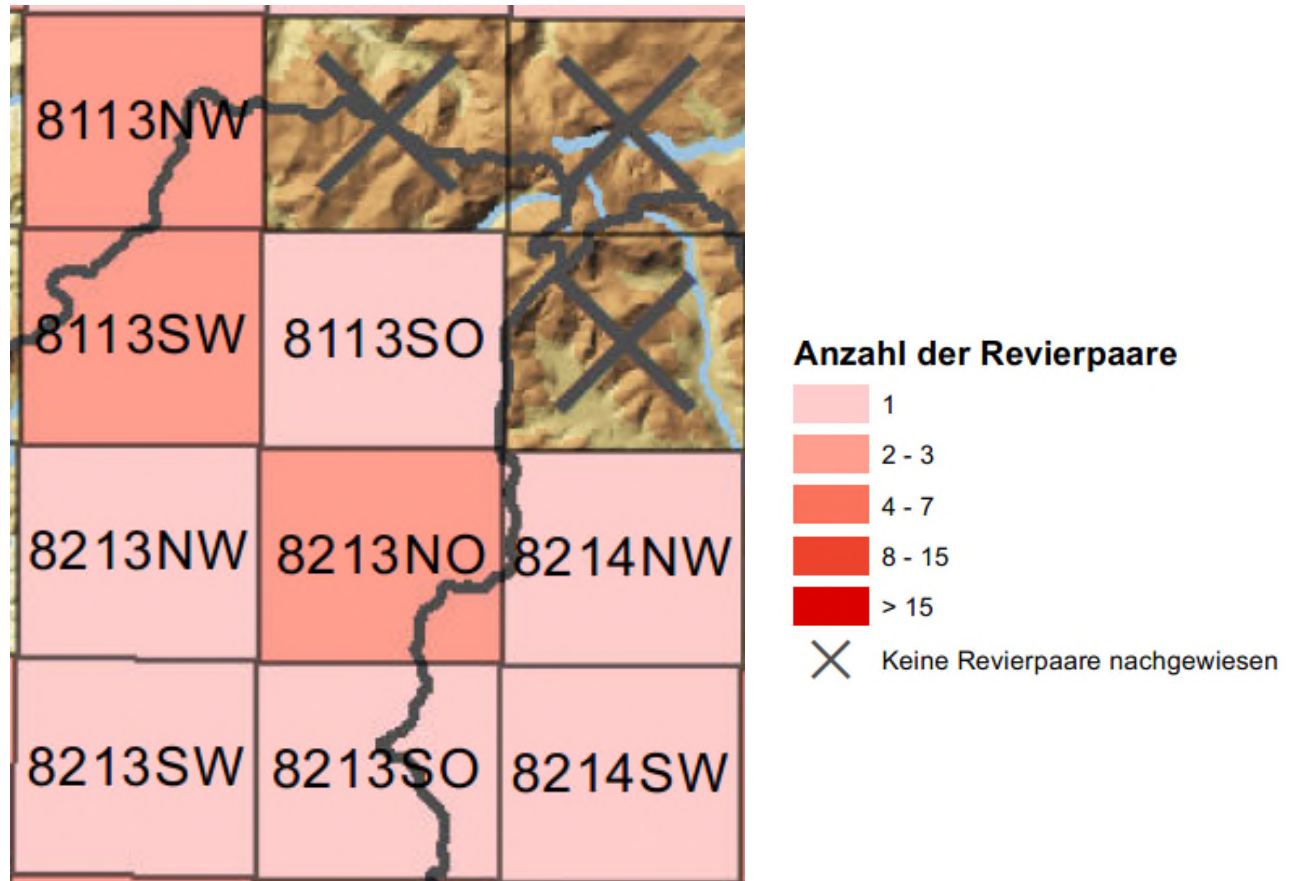 8113NW
8113SW
8113SO
8213NW
8213NO
8214NW
8213SW
8213SO
8214SW
Anzahl der Revierpaare
1
2 - 3
4 - 7
8 - 15
> 15
Keine Revierpaare nachgewiesen